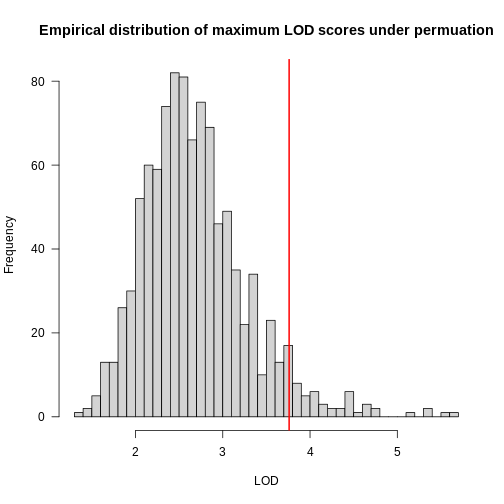 Empirical distribution of maximum LOD scores under permuation
Frequency
80
60
40
20
0
2 3 4 5
LOD